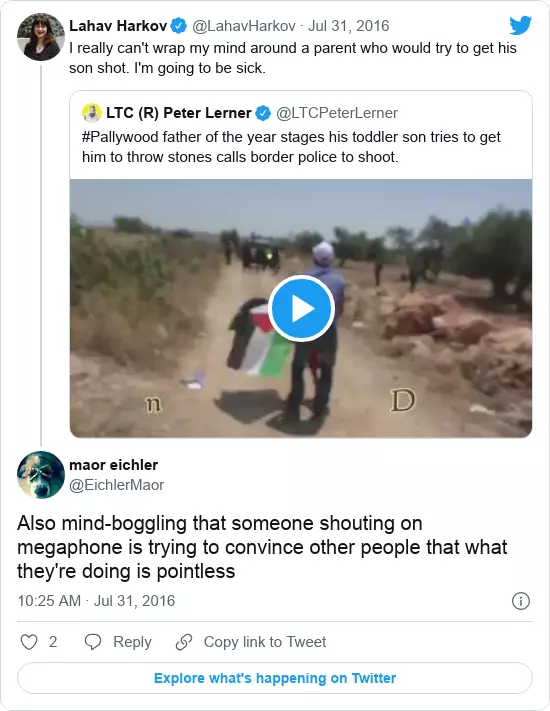 Lahav Harkov @LahavHarkov · Jul 31, 2016
I really can't wrap my mind around a parent who would try to get his
son shot. I'm going to be sick.
LTC (R) Peter Lerner @LTCPeterLerner
#Pallywood father of the year stages his toddler son tries to get
him to throw stones calls border police to shoot.
n D
maor eichler
@EichlerMaor
Also mind-boggling that someone shouting on
megaphone is trying to convince other people that what
they're doing is pointless
10:25 AM · Jul 31, 2016
2 Reply Copy link to Tweet
Explore what's happening on Twitter